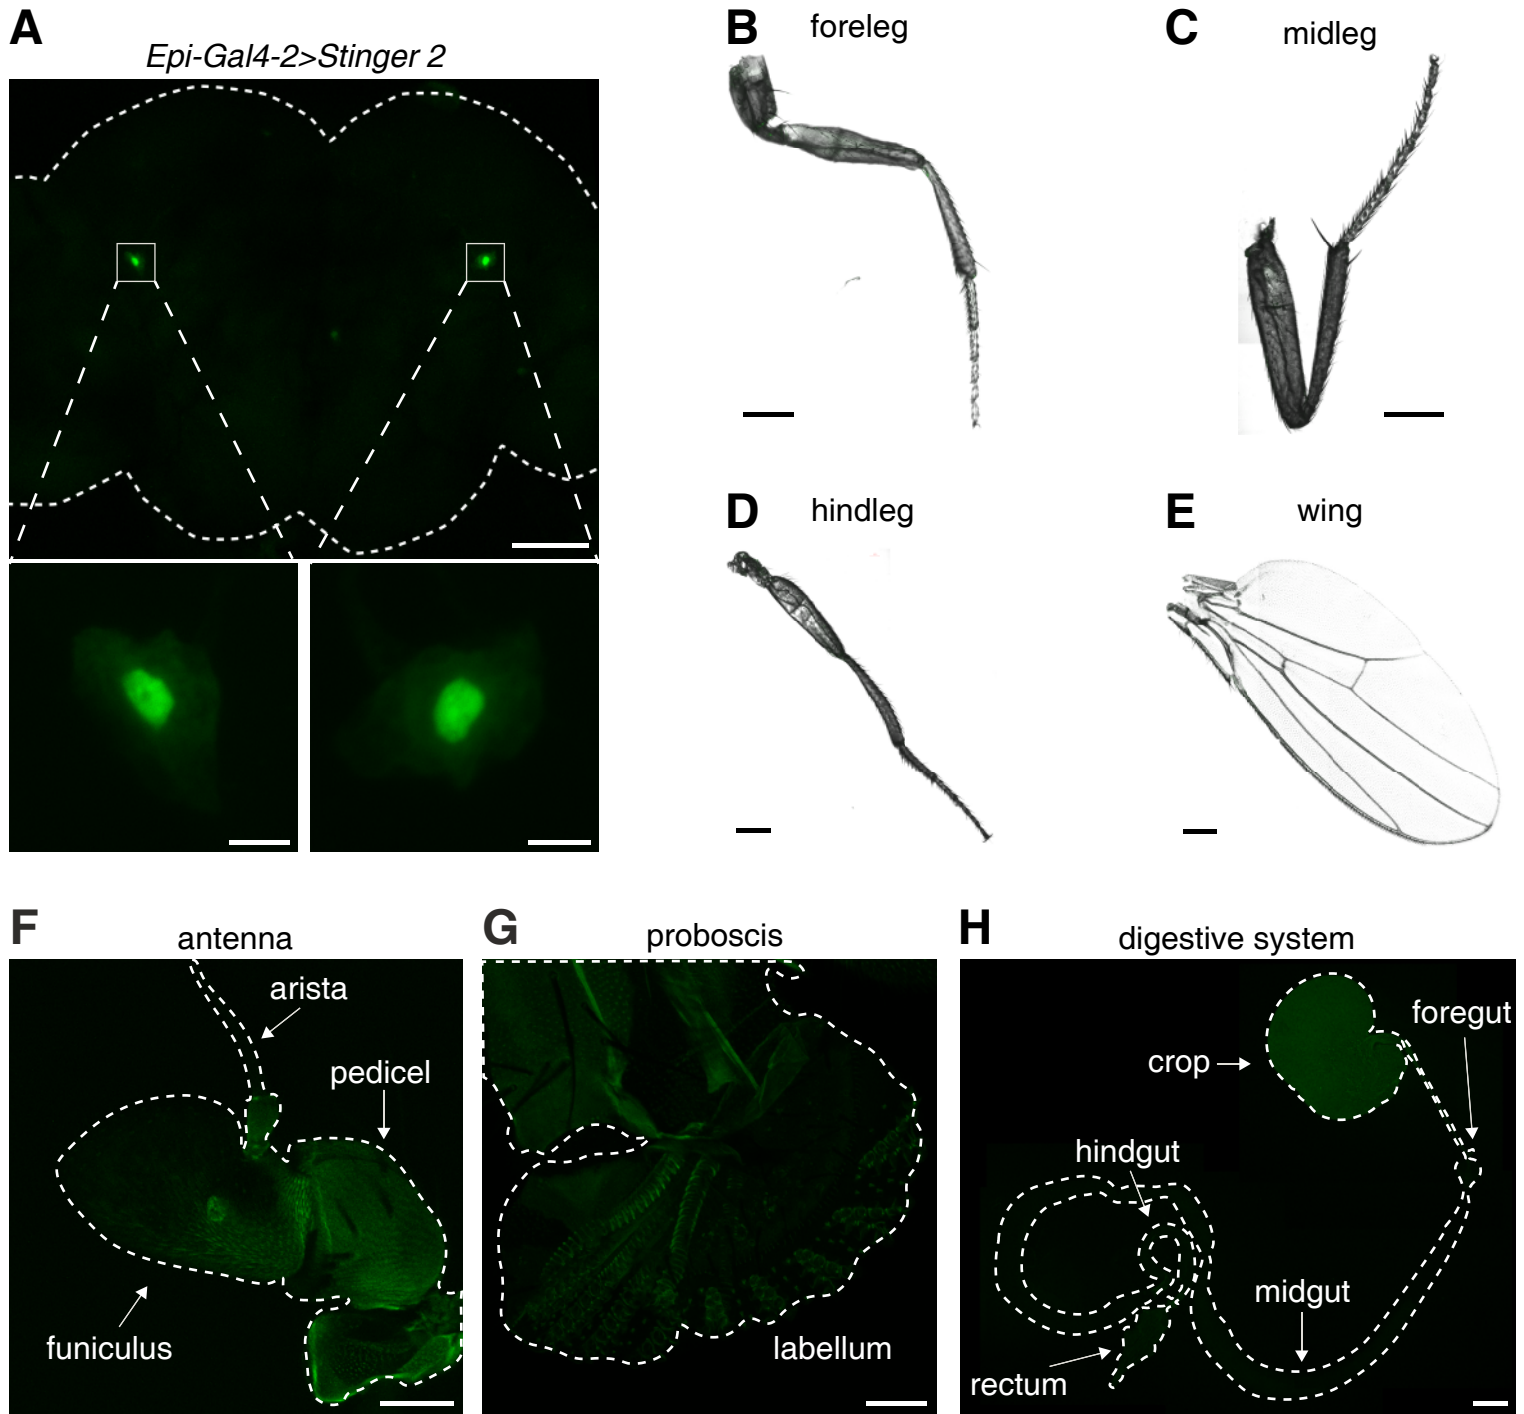 A
Epi-Gal4-2>Stinger 2
B
foreleg
C
midleg
D
hindleg
E
wing
F
antenna
arista
pedicel
funiculus
G
proboscis
labellum
H
digestive system
foregut
crop
hindgut
midgut
rectum